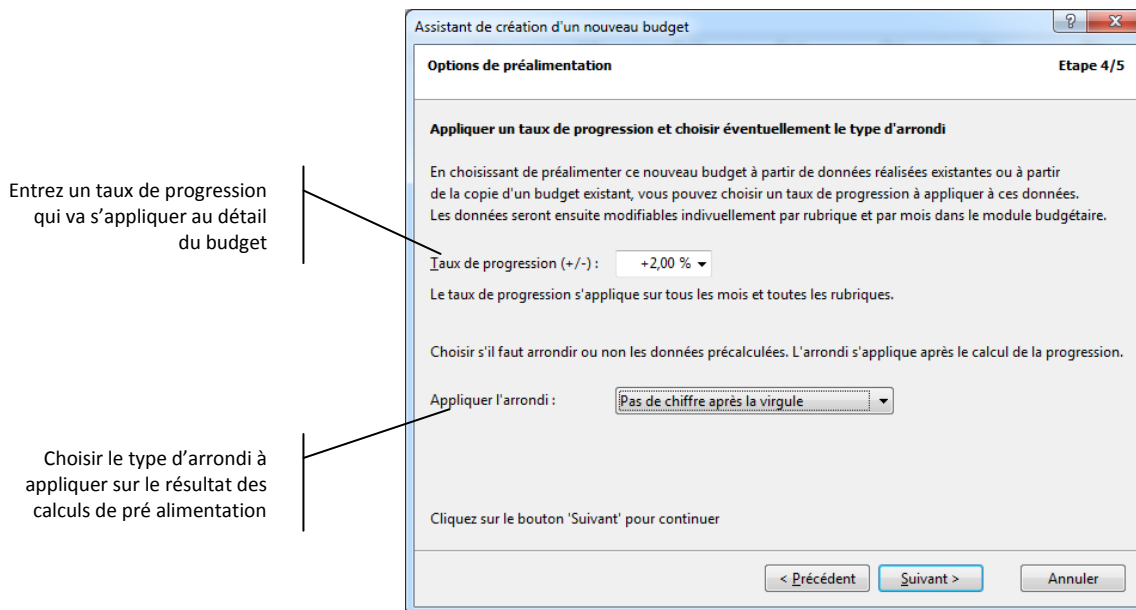 Assistant de création d'un nouveau budget
Options de préalimentation
Etape 4/5
Appliquer un taux de progression et choisir éventuellement le type d'arrondi
En choisissant de préalimenter ce nouveau budget à partir de données réalisées existantes ou à partir
de la copie d'un budget existant, vous pouvez choisir un taux de progression à appliquer à ces données.
Les données seront ensuite modifiables indivuellement par rubrique et par mois dans le module budgétaire.
Entrez un taux de progression
qui va s’appliquer au détail
du budget
Taux de progression (+/-) :
+2,00 %
Le taux de progression s'applique sur tous les mois et toutes les rubriques.
Choisir s'il faut arrondir ou non les données précalculées. L'arrondi s'applique après le calcul de la progression.
Appliquer l'arrondi :
Pas de chiffre après la virgule
Choisir le type d’arrondi à
appliquer sur le résultat des
calculs de pré alimentation
Cliquez sur le bouton 'Suivant' pour continuer
< Précédent
Suivant >
Annuler